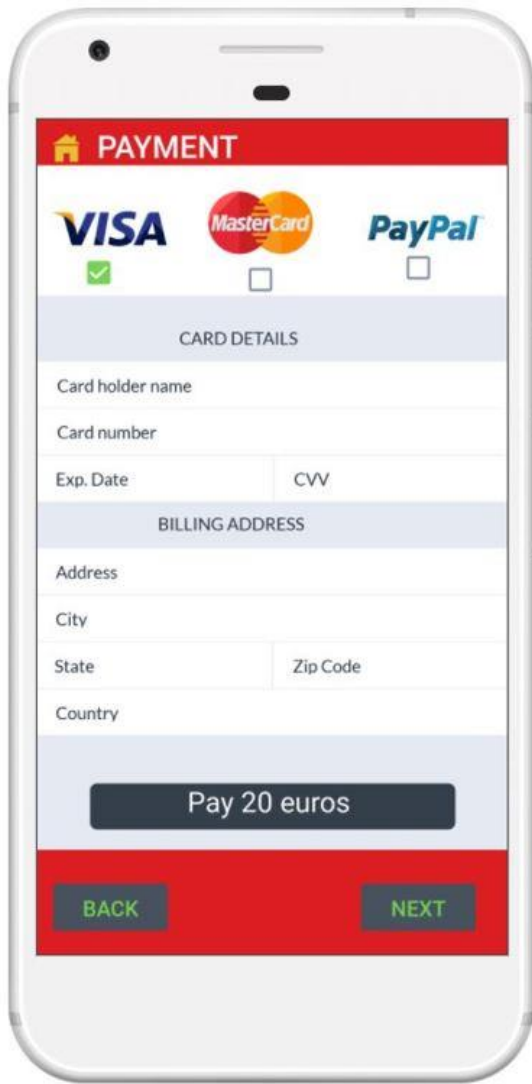 PAYMENT
VISA MasterCard PayPal
CARD DETAILS
Card holder name
Card number
Exp. Date CVV
BILLING ADDRESS
Address
City
State Zip Code
Country
Pay 20 euros
BACK NEXT